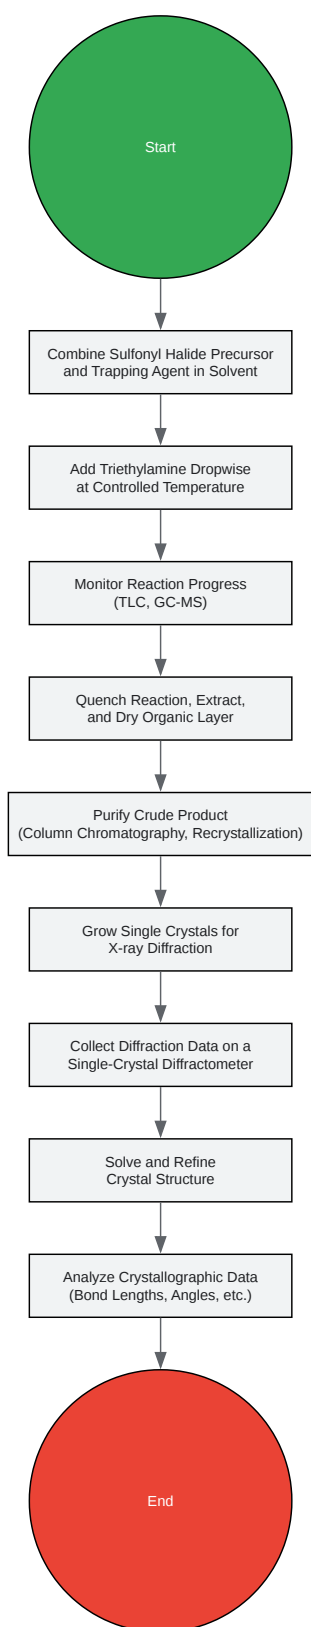 Start
Combine Sulfonyl Halide Precursor
and Trapping Agent in Solvent
Add Triethylamine Dropwise
at Controlled Temperature
Monitor Reaction Progress
(TLC, GC-MS)
Quench Reaction, Extract,
and Dry Organic Layer
Purify Crude Product
(Column Chromatography, Recrystallization)
Grow Single Crystals for
X-ray Diffraction
Collect Diffraction Data on a
Single-Crystal Diffractometer
Solve and Refine
Crystal Structure
Analyze Crystallographic Data
(Bond Lengths, Angles, etc.)
End